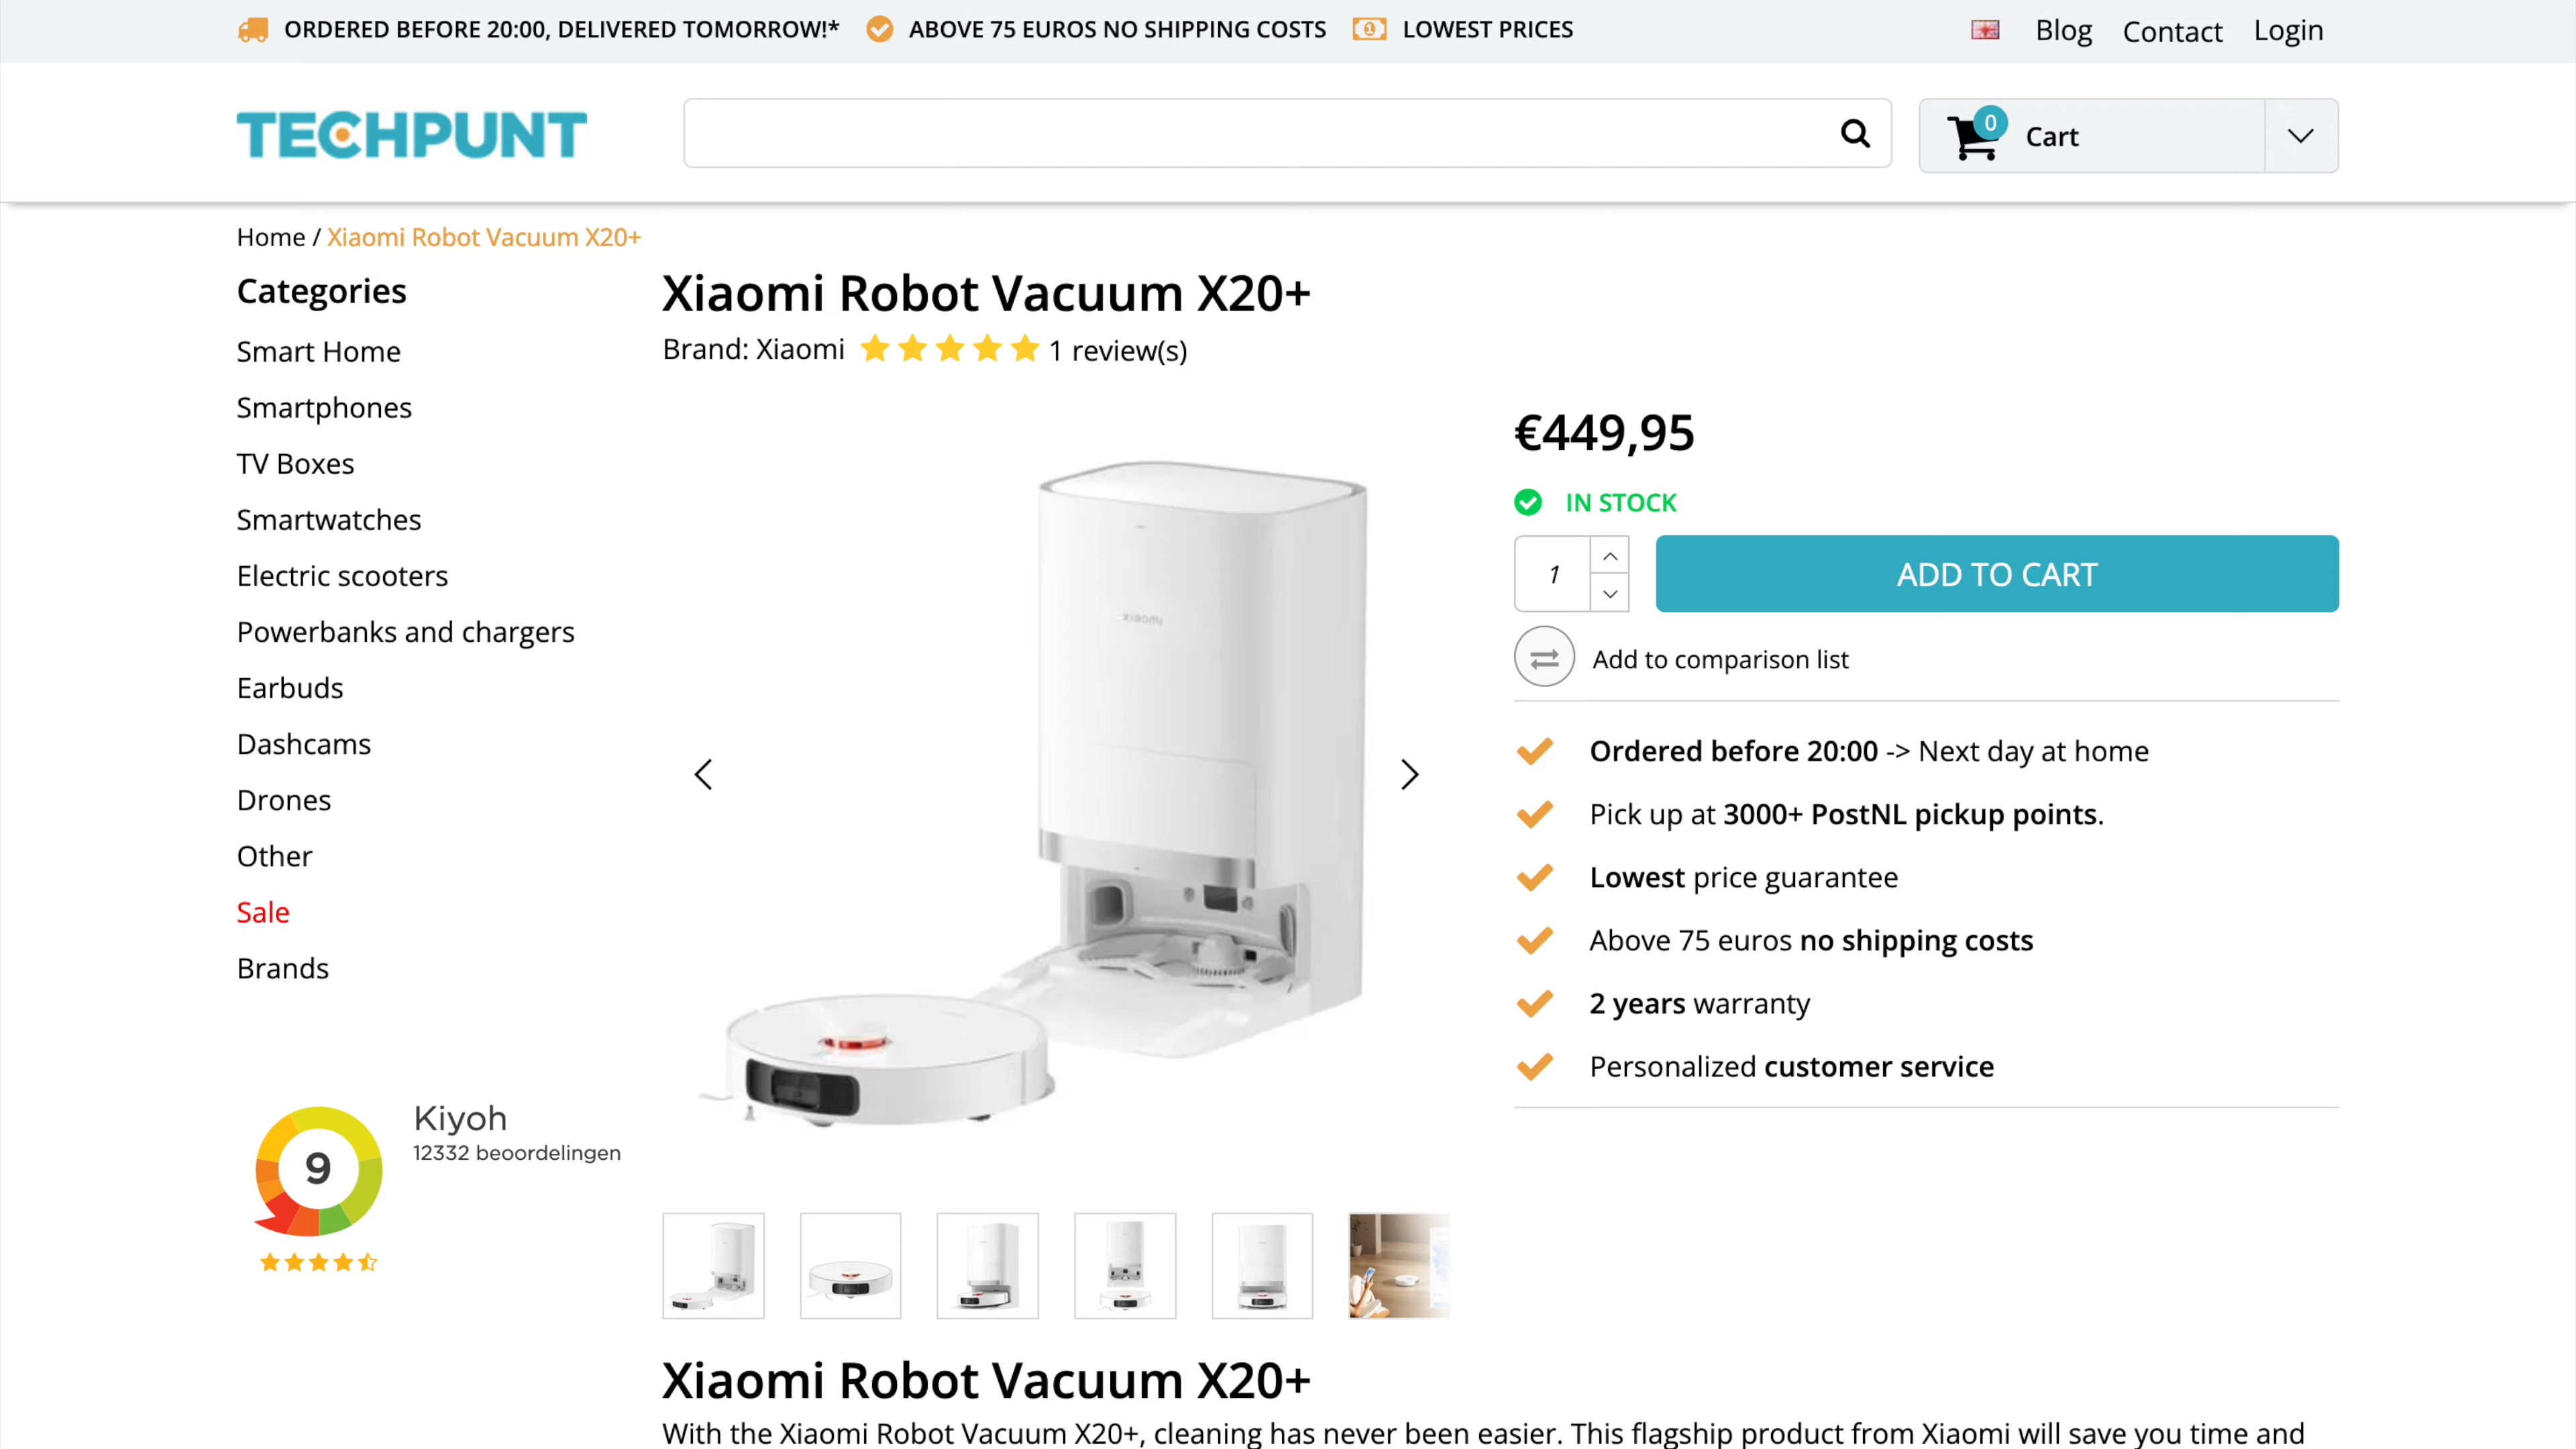 ORDERED BEFORE 20:00, DELIVERED TOMORROW!* ABOVE 75 EUROS NO SHIPPING COSTS LOWEST PRICES Blog Contact Login
TECHPUNT
0 Cart
Home / Xiaomi Robot Vacuum X20+
Categories
Smart Home
Smartphones
TV Boxes
Smartwatches
Electric scooters
Powerbanks and chargers
Earbuds
Dashcams
Drones
Other
Sale
Brands
Kiyoh
12332 beoordelingen
9
Xiaomi Robot Vacuum X20+
Brand: Xiaomi 1 review(s)
xiaomi
€449,95
IN STOCK
1 ADD TO CART
Add to comparison list
Ordered before 20:00 -> Next day at home
Pick up at 3000+ PostNL pickup points.
Lowest price guarantee
Above 75 euros no shipping costs
2 years warranty
Personalized customer service
Xiaomi Robot Vacuum X20+
With the Xiaomi Robot Vacuum X20+, cleaning has never been easier. This flagship product from Xiaomi will save you time and